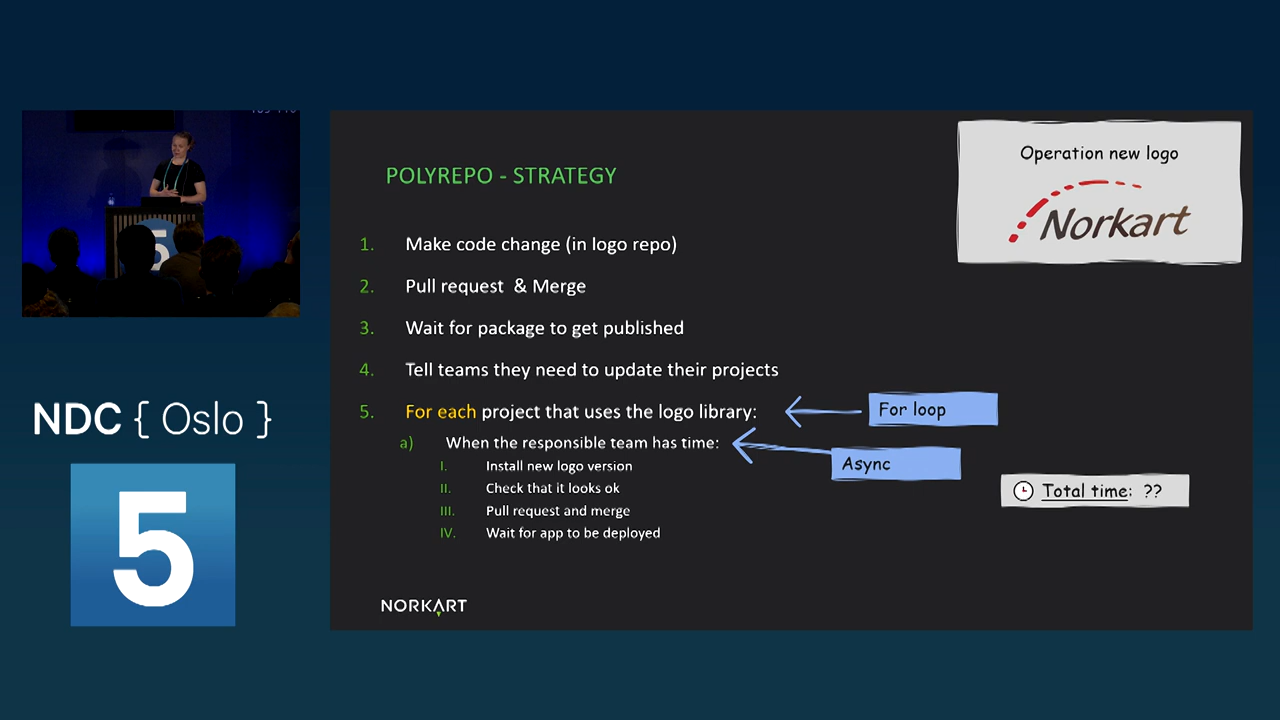 POLYREPO - STRATEGY
Operation new logo
Norkart
1. Make code change (in logo repo)
2. Pull request & Merge
3. Wait for package to get published
4. Tell teams they need to update their projects
5. For each project that uses the logo library:
For loop
a) When the responsible team has time:
Async
I. Install new logo version
II. Check that it looks ok
III. Pull request and merge
IV. Wait for app to be deployed
Total time: ??
NORKART
5
NDC { Oslo }
5